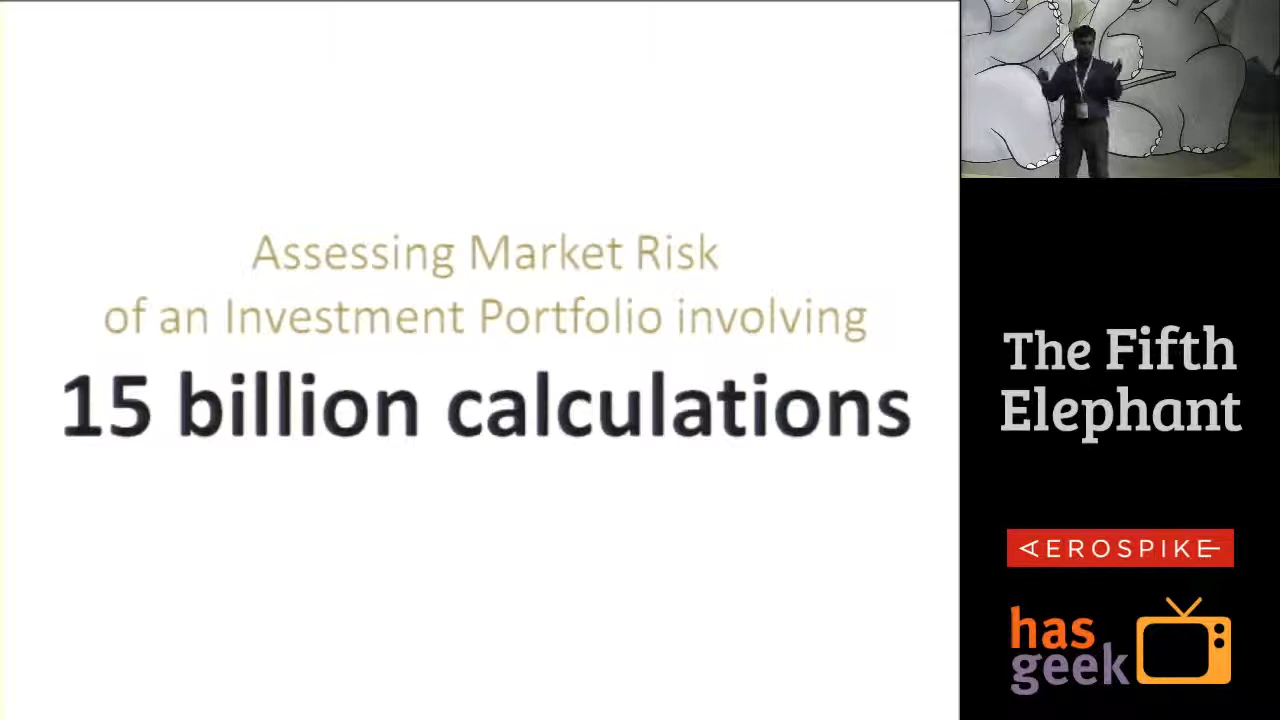 Assessing Market Risk
of an Investment Portfolio involving
15 billion calculations
The Fifth
Elephant
AEROSPIKE
has
geek